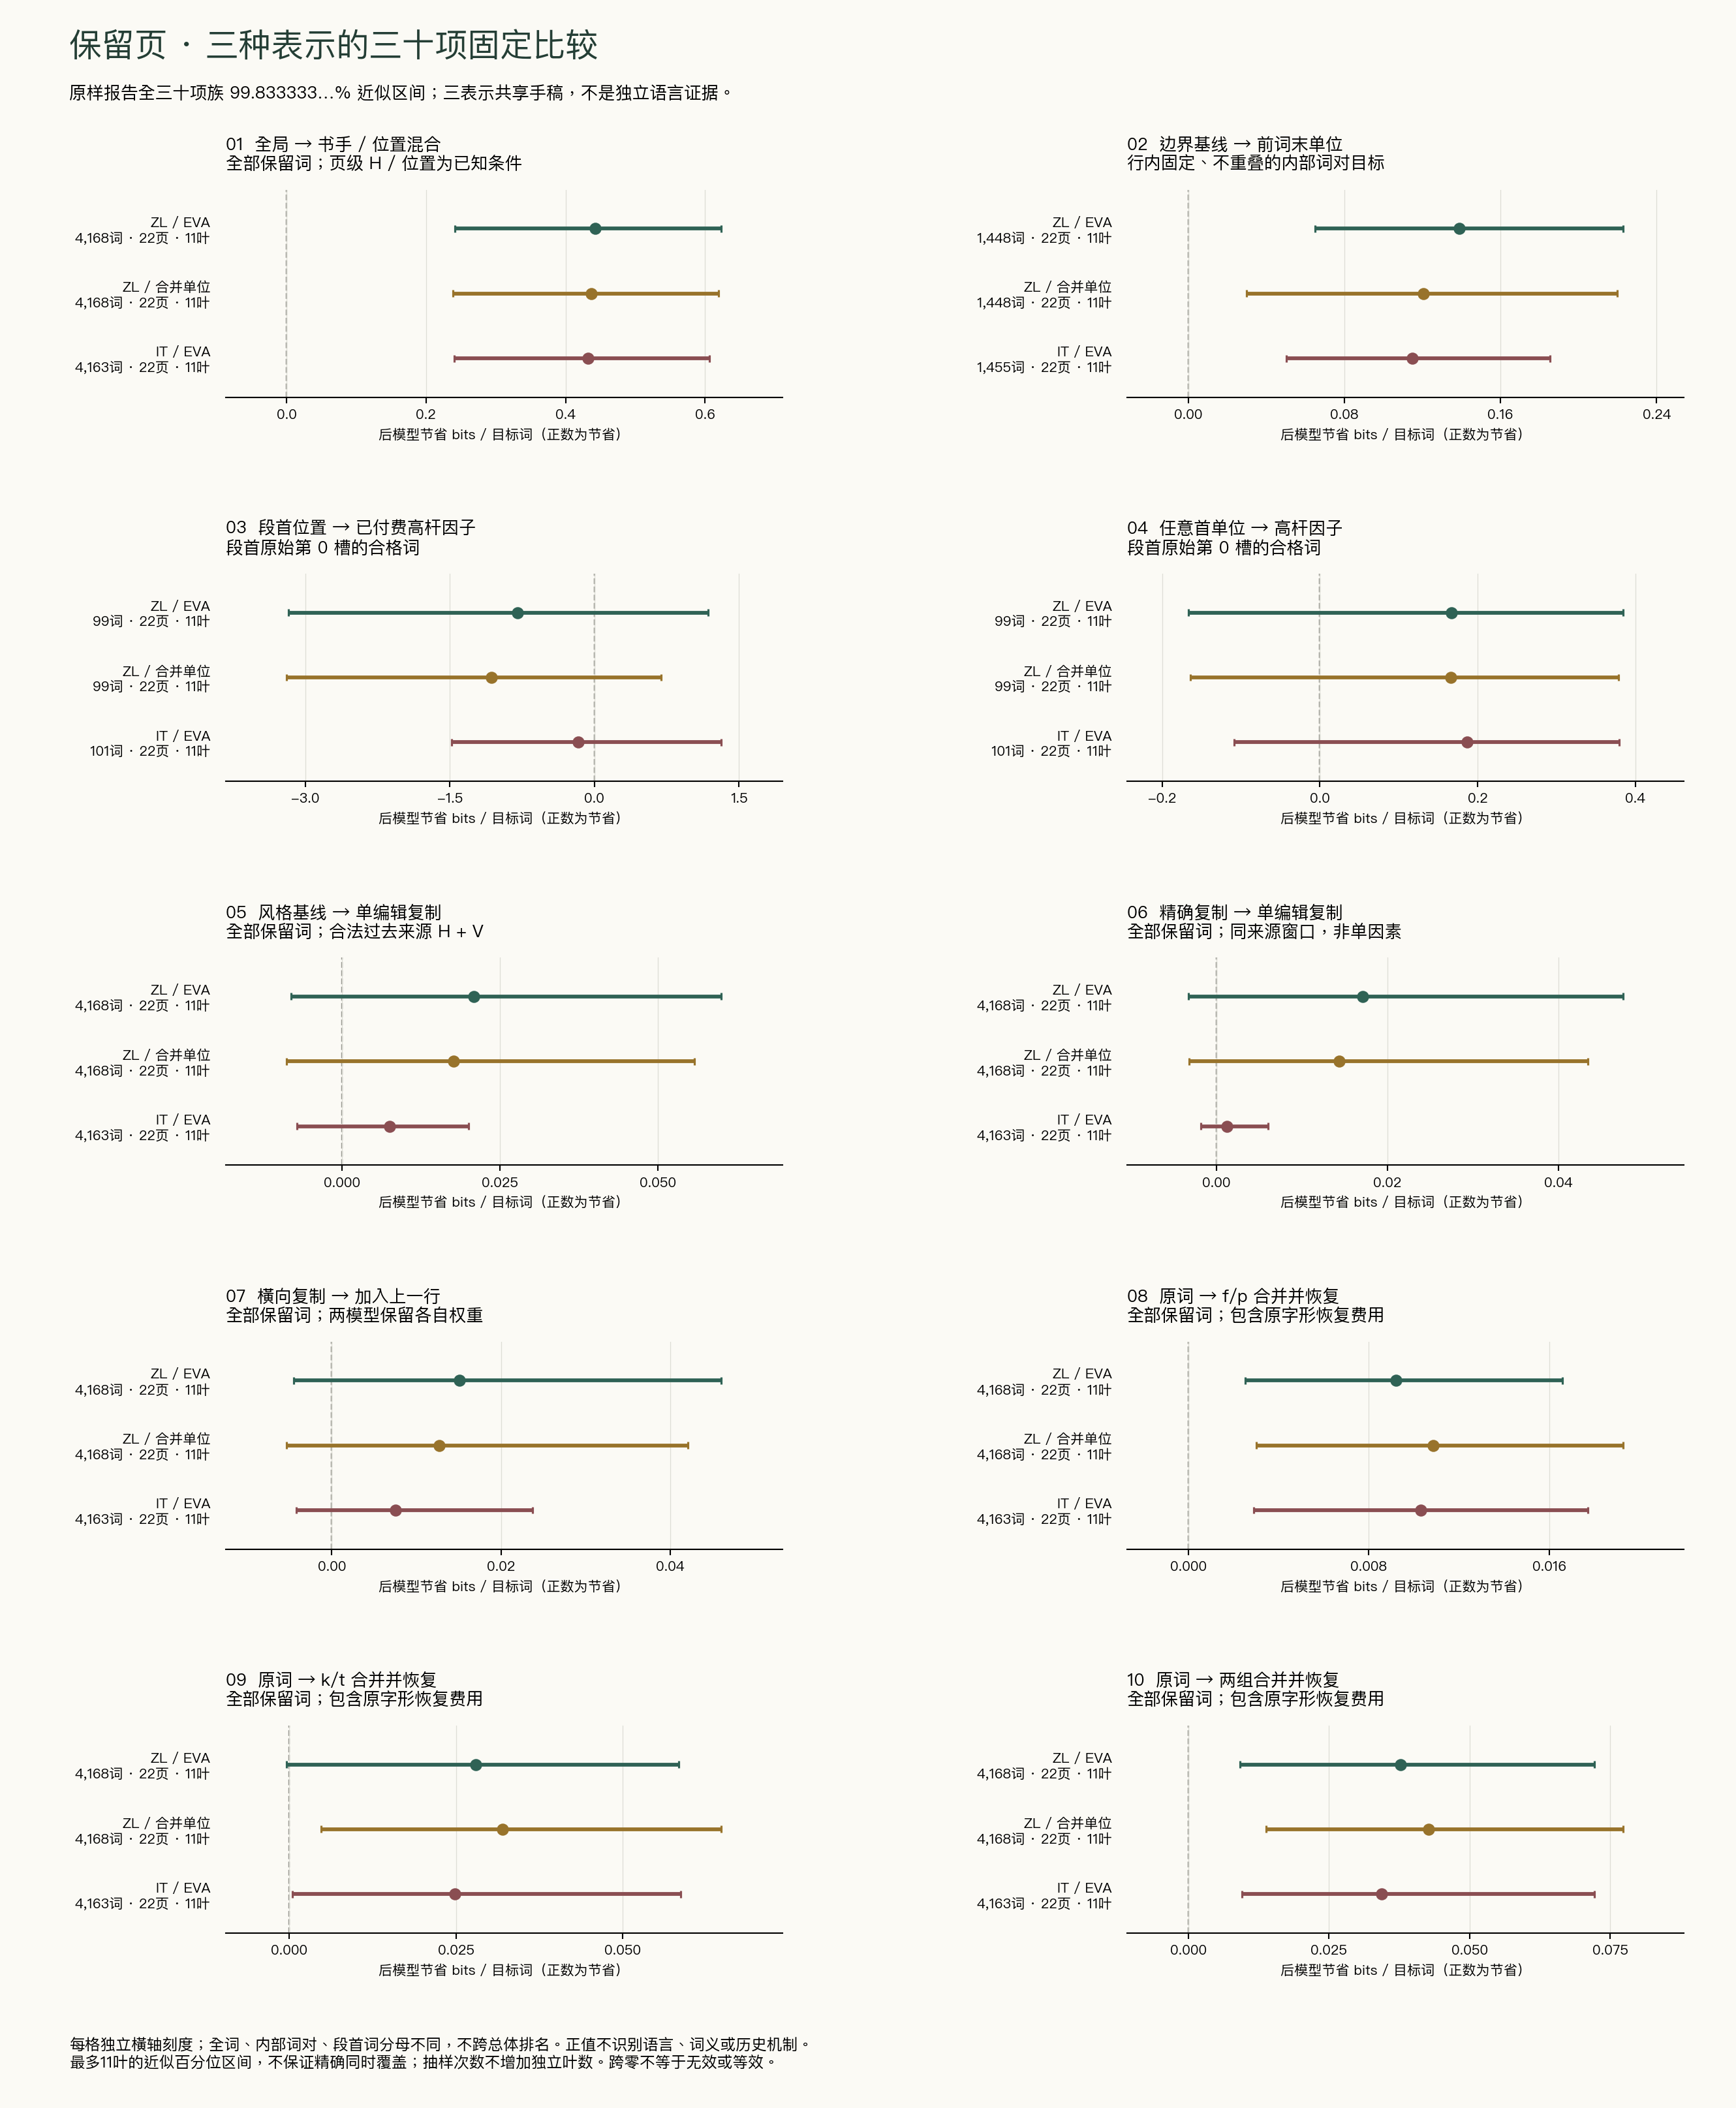 保留页 · 三种表示的三十项固定比较
原样报告全三十项族 99.833333…% 近似区间；三表示共享手稿，不是独立语言证据。
01 全局 → 书手 / 位置混合
全部保留词；页级 H / 位置为已知条件
ZL / EVA
4,168词 · 22页 · 11叶
ZL / 合并单位
4,168词 · 22页 · 11叶
IT / EVA
4,163词 · 22页 · 11叶
0.0 0.2 0.4 0.6
后模型节省 bits / 目标词（正数为节省）
02 边界基线 → 前词末单位
行内固定、不重叠的内部词对目标
ZL / EVA
1,448词 · 22页 · 11叶
ZL / 合并单位
1,448词 · 22页 · 11叶
IT / EVA
1,455词 · 22页 · 11叶
0.00 0.08 0.16 0.24
后模型节省 bits / 目标词（正数为节省）
03 段首位置 → 已付费高杆因子
段首原始第 0 槽的合格词
ZL / EVA
99词 · 22页 · 11叶
ZL / 合并单位
99词 · 22页 · 11叶
IT / EVA
101词 · 22页 · 11叶
−3.0 −1.5 0.0 1.5
后模型节省 bits / 目标词（正数为节省）
04 任意首单位 → 高杆因子
段首原始第 0 槽的合格词
ZL / EVA
99词 · 22页 · 11叶
ZL / 合并单位
99词 · 22页 · 11叶
IT / EVA
101词 · 22页 · 11叶
−0.2 0.0 0.2 0.4
后模型节省 bits / 目标词（正数为节省）
05 风格基线 → 单编辑复制
全部保留词；合法过去来源 H + V
ZL / EVA
4,168词 · 22页 · 11叶
ZL / 合并单位
4,168词 · 22页 · 11叶
IT / EVA
4,163词 · 22页 · 11叶
0.000 0.025 0.050
后模型节省 bits / 目标词（正数为节省）
06 精确复制 → 单编辑复制
全部保留词；同来源窗口，非单因素
ZL / EVA
4,168词 · 22页 · 11叶
ZL / 合并单位
4,168词 · 22页 · 11叶
IT / EVA
4,163词 · 22页 · 11叶
0.00 0.02 0.04
后模型节省 bits / 目标词（正数为节省）
07 横向复制 → 加入上一行
全部保留词；两模型保留各自权重
ZL / EVA
4,168词 · 22页 · 11叶
ZL / 合并单位
4,168词 · 22页 · 11叶
IT / EVA
4,163词 · 22页 · 11叶
0.00 0.02 0.04
后模型节省 bits / 目标词（正数为节省）
08 原词 → f/p 合并并恢复
全部保留词；包含原字形恢复费用
ZL / EVA
4,168词 · 22页 · 11叶
ZL / 合并单位
4,168词 · 22页 · 11叶
IT / EVA
4,163词 · 22页 · 11叶
0.000 0.008 0.016
后模型节省 bits / 目标词（正数为节省）
09 原词 → k/t 合并并恢复
全部保留词；包含原字形恢复费用
ZL / EVA
4,168词 · 22页 · 11叶
ZL / 合并单位
4,168词 · 22页 · 11叶
IT / EVA
4,163词 · 22页 · 11叶
0.000 0.025 0.050
后模型节省 bits / 目标词（正数为节省）
10 原词 → 两组合并并恢复
全部保留词；包含原字形恢复费用
ZL / EVA
4,168词 · 22页 · 11叶
ZL / 合并单位
4,168词 · 22页 · 11叶
IT / EVA
4,163词 · 22页 · 11叶
0.000 0.025 0.050 0.075
后模型节省 bits / 目标词（正数为节省）
每格独立横轴刻度；全词、内部词对、段首词分母不同，不跨总体排名。正值不识别语言、词义或历史机制。
最多11叶的近似百分位区间，不保证精确同时覆盖；抽样次数不增加独立叶数。跨零不等于无效或等效。